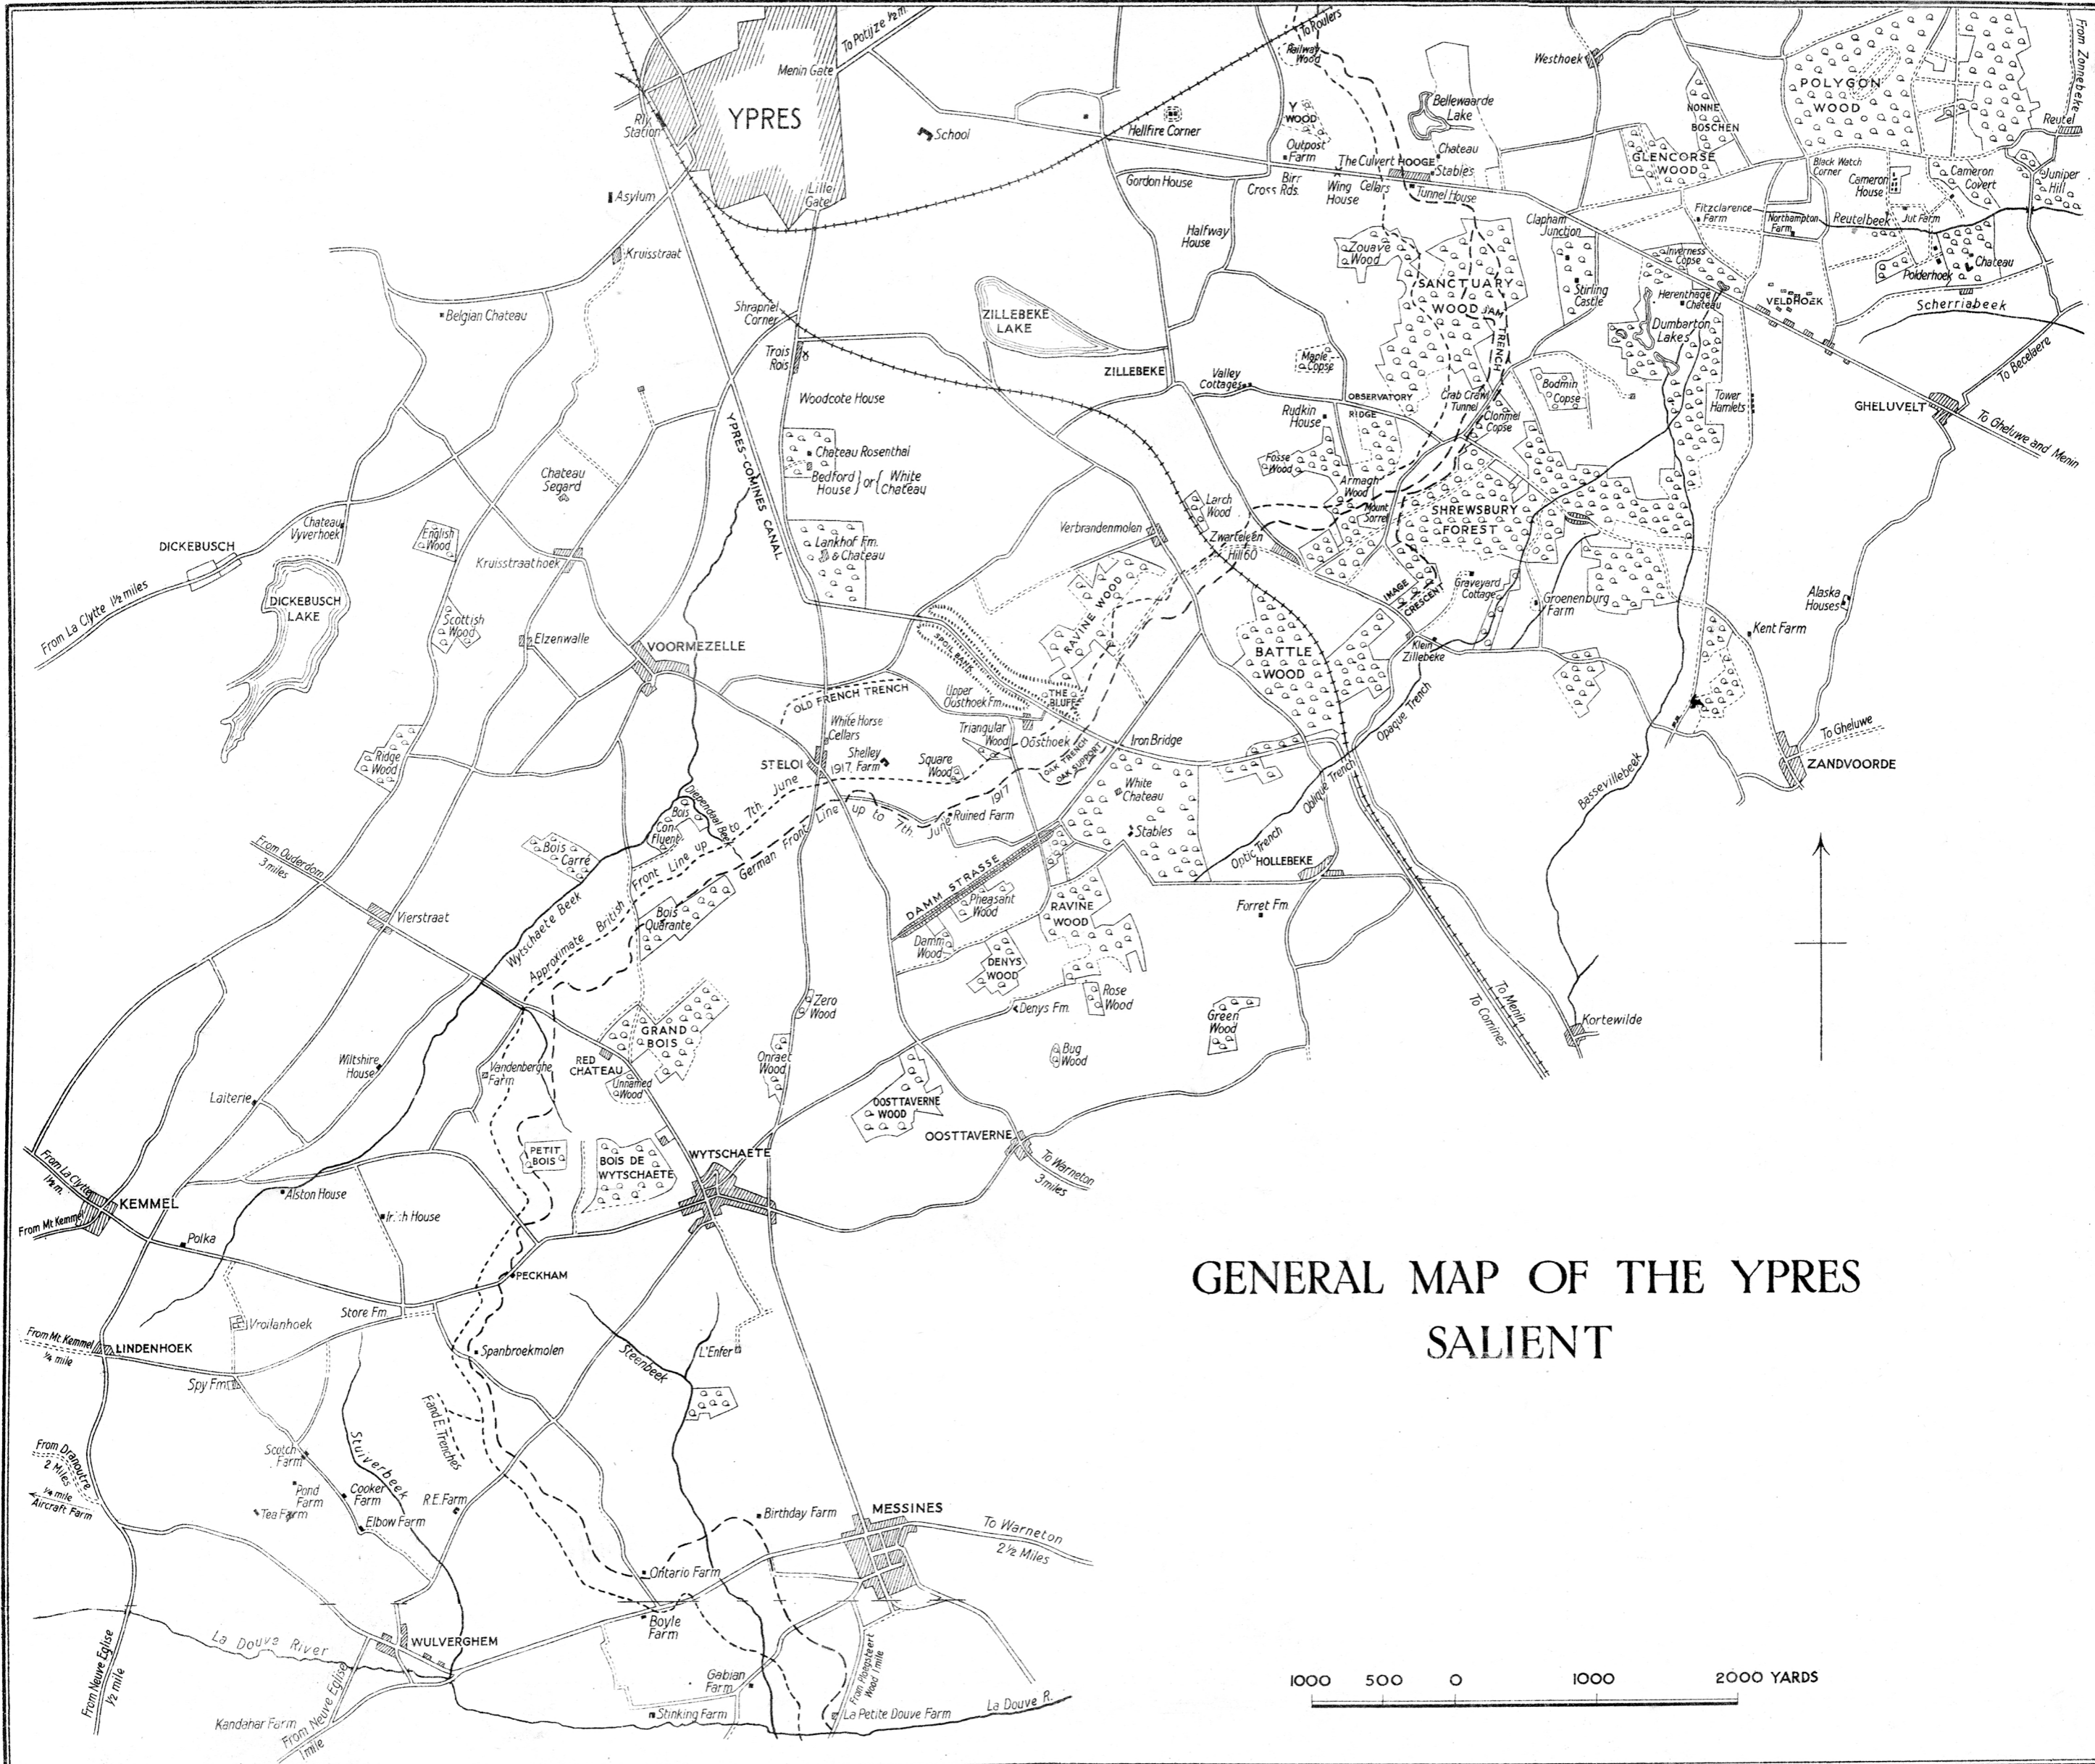 To Potijze ½ m.
To Roulers
From Zonnebeke
Menin Gate
YPRES
Rly.
Station
School
Hellfire Corner
Railway
Wood
Y
WOOD
Outpost
Farm
Bellewaarde
Lake
Chateau
Westhoek
NONNE
BOSCHEN
POLYGON
WOOD
Reutel
GLENCORSE
WOOD
Black Watch
Corner
Cameron
House
Cameron
Covert
Juniper
Hill
The Culvert
HOOGE
Stables
Gordon House
Birr
Cross Rds.
Wing
House
Cellars
Tunnel House
Lille
Gate
Asylum
Kruisstraat
Halfway
House
Zouave
Wood
Clapham
Junction
Fitzclarence
Farm
Northampton
Farm
Reutelbeek
Jut Farm
Inverness
Copse
Polderhoek
Chateau
SANCTUARY
WOOD
JAM TRENCH
Stirling
Castle
Herenthage
Chateau
VELDHOEK
Scherriabeek
Dumbarton
Lakes
To Becelaere
Belgian Chateau
Shrapnel
Corner
ZILLEBEKE
LAKE
Trois
Rois
ZILLEBEKE
Maple
Copse
Valley
Cottages
Woodcote House
OBSERVATORY
RIDGE
Rudkin
House
Crab Crawl
Tunnel
Clonmel
Copse
Bodmin
Copse
Tower
Hamlets
GHELUVELT
To Gheluwe and Menin
YPRES-COMINES CANAL
Chateau Rosenthal
Bedford
House
or
White
Chateau
Chateau
Segard
Fosse
Wood
Armagh
Wood
Mount
Sorrel
SHREWSBURY
FOREST
Larch
Wood
Verbrandenmolen
Zwarteleen
Hill 60
Chateau
Vyverhoek
English
Wood
DICKEBUSCH
From La Clytte 1½ miles
DICKEBUSCH
LAKE
Kruisstraathoek
Lankhof Fm.
& Chateau
Scottish
Wood
Elzenwalle
VOORMEZELLE
RAVINE WOOD
SPOIL BANK
THE
BLUFF
IMAGE
CRESCENT
Graveyard
Cottage
Groenenburg
Farm
Klein
Zillebeke
BATTLE
WOOD
Alaska
Houses
Kent Farm
OLD FRENCH TRENCH
Upper
Oosthoek Fm.
White Horse
Cellars
Shelley
Farm
Square
Wood
Triangular
Wood
Oosthoek
OAK TRENCH
OAK SUPPORT
Iron Bridge
Opaque Trench
Oblique Trench
Optic Trench
Bassevillebeek
To Gheluwe
ZANDVOORDE
Ridge
Wood
ST ELOI
Diependaal Beek
Bois
Con-
fluent
Bois
Carré
From Ouderdom
3 miles
Approximate British Front Line up to 7th. June 1917
German Front Line up to 7th. June 1917
Ruined Farm
White
Chateau
Stables
HOLLEBEKE
DAMM STRASSE
Pheasant
Wood
RAVINE
WOOD
Forret Fm.
Vierstraat
Wytschaete Beek
Bois
Quarante
Damm
Wood
DENYS
WOOD
Denys Fm.
Rose
Wood
Green
Wood
Bug
Wood
To Menin
To Comines
Kortewilde
Zero
Wood
Onraet
Wood
GRAND
BOIS
RED
CHATEAU
Unnamed
Wood
Wiltshire
House
Vandenberghe
Farm
Laiterie
OOSTTAVERNE
WOOD
OOSTTAVERNE
To Warneton
3 miles
PETIT
BOIS
BOIS DE
WYTSCHAETE
WYTSCHAETE
From La Clytte
1½ m.
KEMMEL
From Mt Kemmel
Alston House
Irish House
Polka
PECKHAM
Store Fm.
Vroilanhoek
From Mt. Kemmel
¼ mile
LINDENHOEK
Spy Fm.
Spanbroekmolen
Steenbeek
L'Enfer
GENERAL MAP OF THE YPRES
SALIENT
F and E. Trenches
From Dranoutre
2 Miles
¼ mile
Aircraft Farm
Scotch
Farm
Stuiverbeek
Pond
Farm
Cooker
Farm
R.E. Farm
Tea Farm
Elbow Farm
Birthday Farm
MESSINES
To Warneton
2½ Miles
Ontario Farm
Boyle
Farm
La Douve River
WULVERGHEM
From Neuve Eglise
½ mile
From Neuve Eglise
1 mile
Kandahar Farm
Gabian
Farm
Stinking Farm
From Ploegsteert
Wood 1 mile
La Petite Douve Farm
La Douve R.
1000 500 0 1000 2000 YARDS